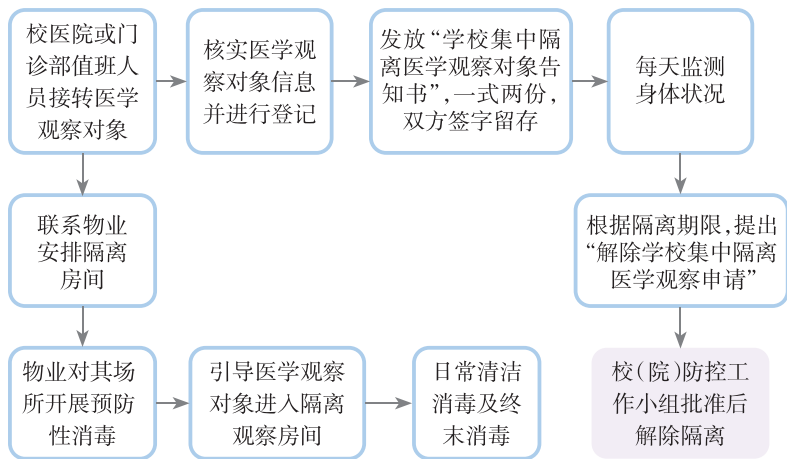 校医院或门
诊部值班人
员接转医学
观察对象
核实医学观
察对象信息
并进行登记
发放“学校集中隔
离医学观察对象告
知书”,一式两份,
双方签字留存
每天监测
身体状况
联系物业
安排隔离
房间
根据隔离期限,提出
“解除学校集中隔离
医学观察申请”
物业对其场
所开展预防
性消毒
引导医学观察
对象进入隔离
观察房间
日常清洁
消毒及终
末消毒
校(院)防控工
作小组批准后
解除隔离